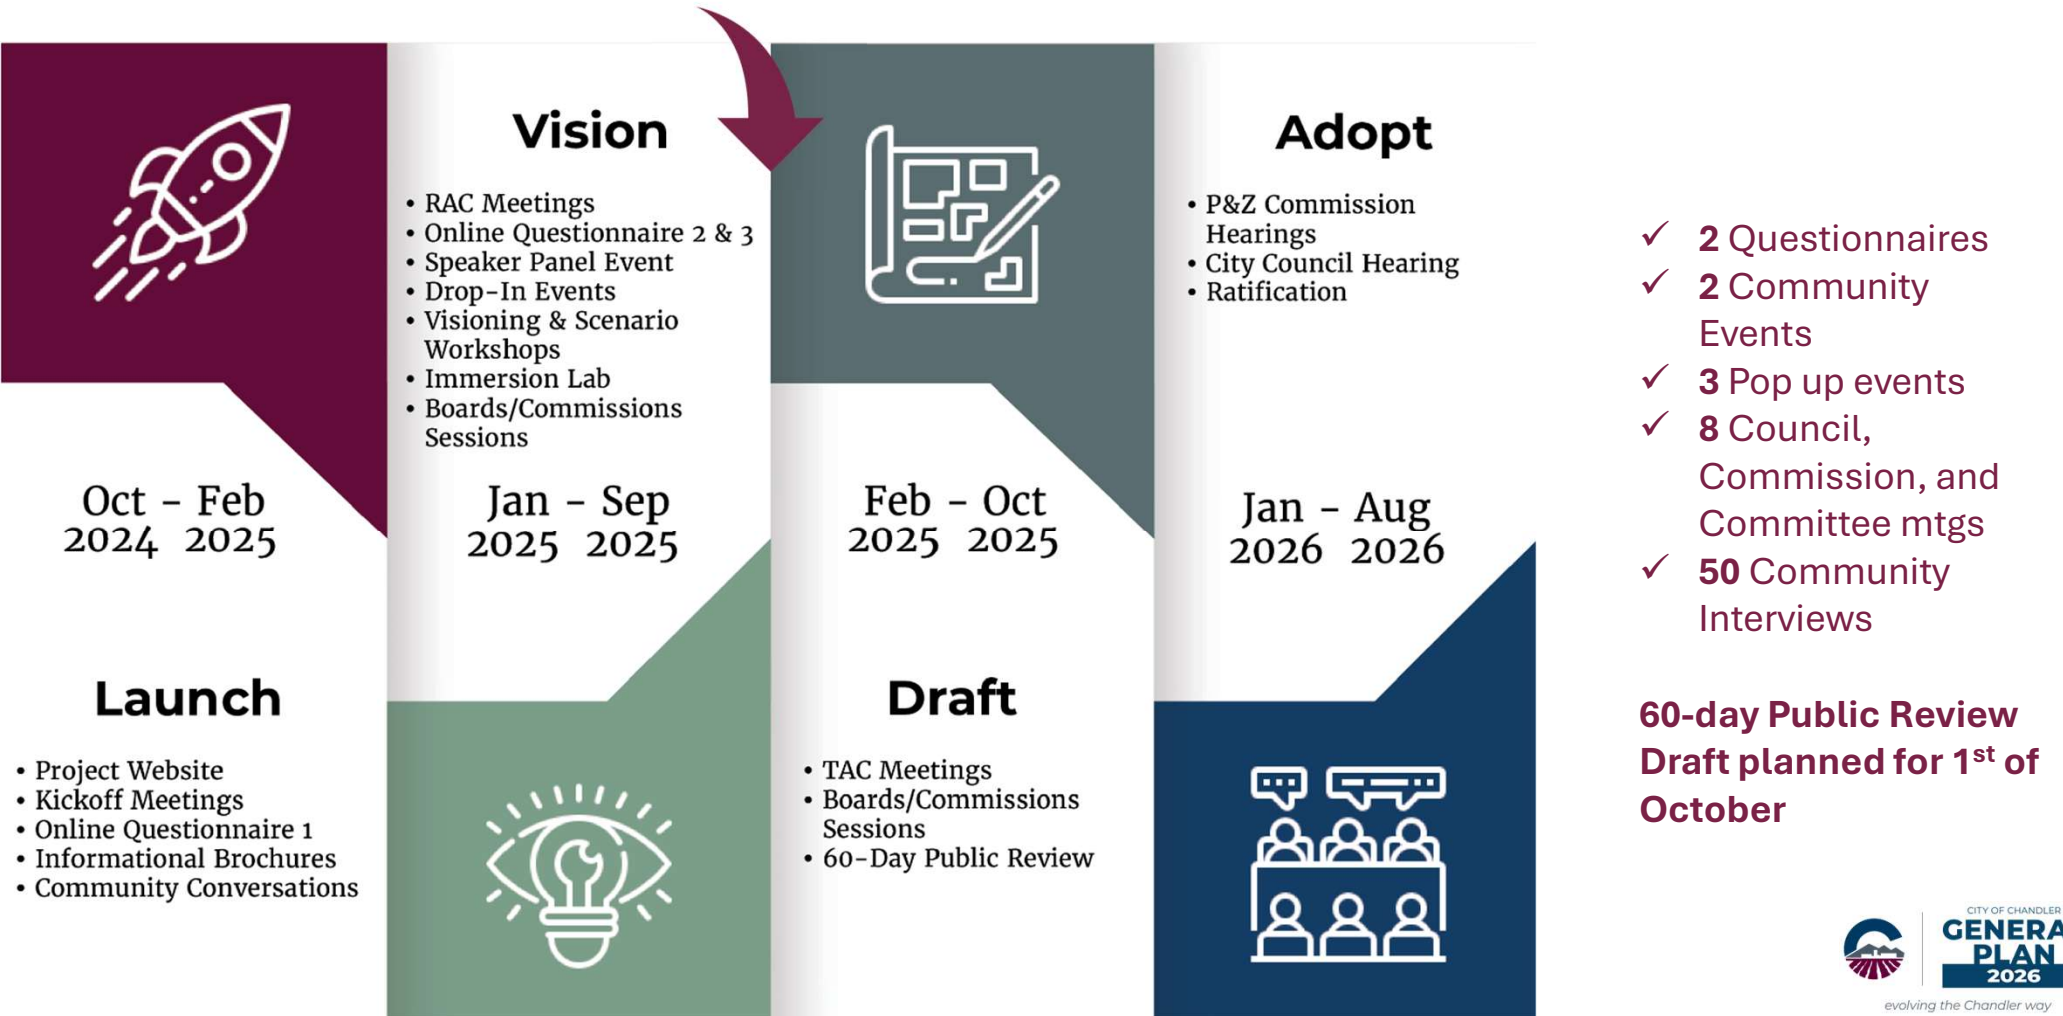 Oct – Feb
2024 2025
Launch
• Project Website
• Kickoff Meetings
• Online Questionnaire 1
• Informational Brochures
• Community Conversations
Vision
• RAC Meetings
• Online Questionnaire 2 & 3
• Speaker Panel Event
• Drop-In Events
• Visioning & Scenario
Workshops
• Immersion Lab
• Boards/Commissions
Sessions
Jan – Sep
2025 2025
Feb – Oct
2025 2025
Draft
• TAC Meetings
• Boards/Commissions
Sessions
• 60-Day Public Review
Adopt
• P&Z Commission
Hearings
• City Council Hearing
• Ratification
Jan – Aug
2026 2026
✓ 2 Questionnaires
✓ 2 Community
Events
✓ 3 Pop up events
✓ 8 Council,
Commission, and
Committee mtgs
✓ 50 Community
Interviews
60-day Public Review
Draft planned for 1st of
October
CITY OF CHANDLER
GENERA
PLAN
2026
evolving the Chandler way